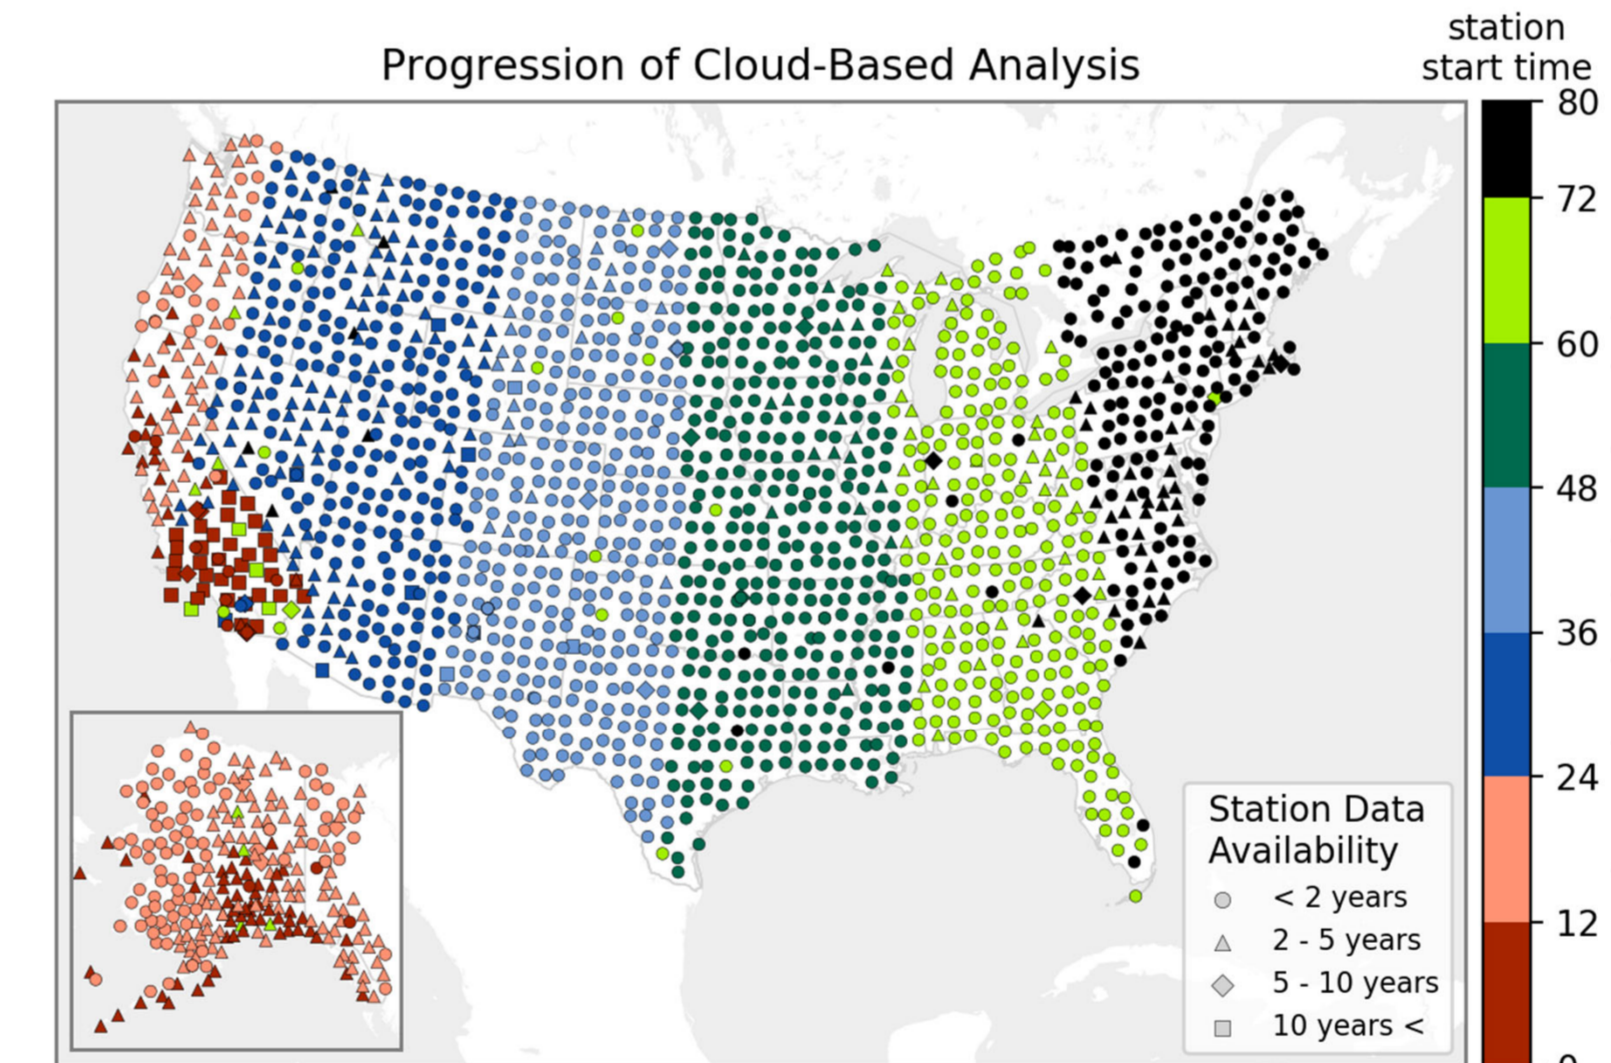 station
start time
Progression of Cloud-Based Analysis
80
72
60
48
36
24
12
Station Data
Availability
< 2 years
2 - 5 years
5 - 10 years
10 years <